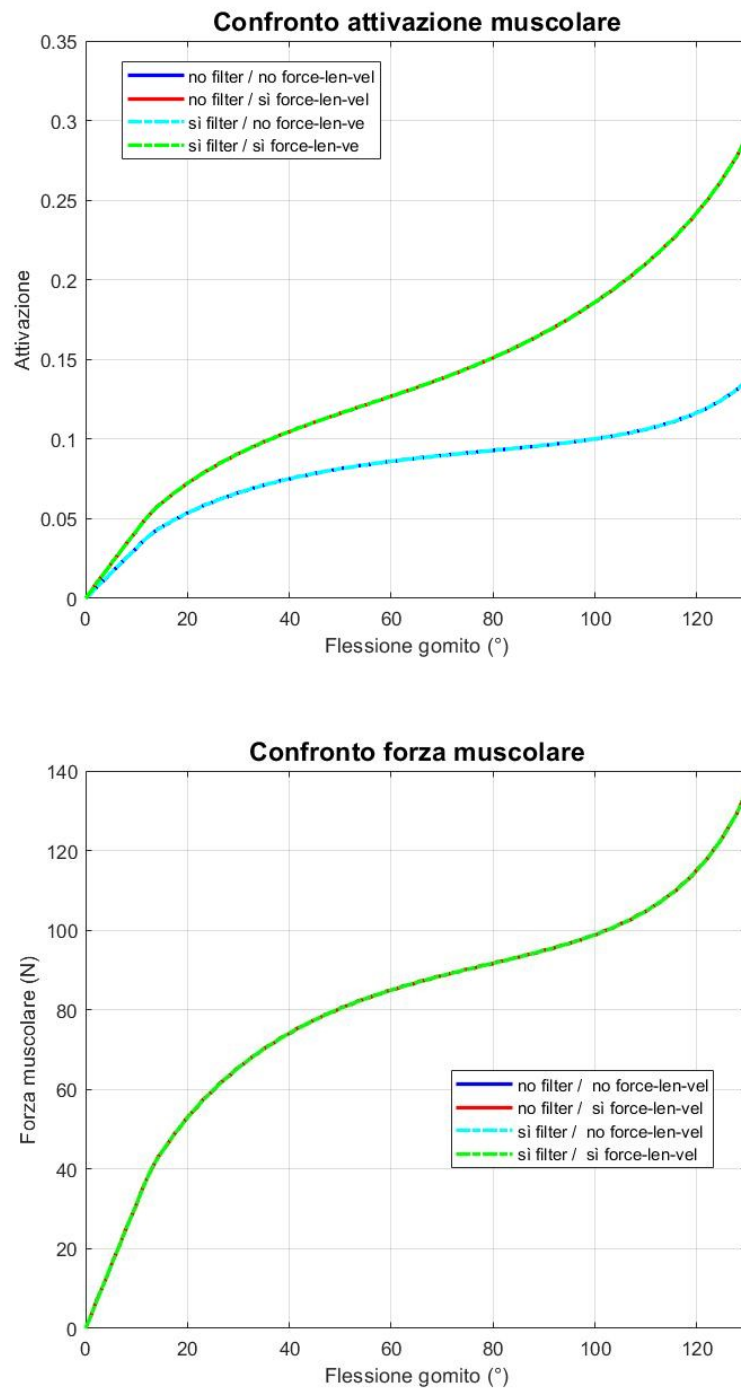 Confronto attivazione muscolare
0.35
0.3
0.25
0.2
0.15
0.1
0.05
0
no filter / no force-len-vel
no filter / sì force-len-vel
sì filter / no force-len-ve
sì filter / sì force-len-ve
Attivazione
0 20 40 60 80 100 120
Flessione gomito (°)
Confronto forza muscolare
140
120
100
80
60
40
20
0
Forza muscolare (N)
no filter / no force-len-vel
no filter / sì force-len-vel
sì filter / no force-len-vel
sì filter / sì force-len-vel
0 20 40 60 80 100 120
Flessione gomito (°)